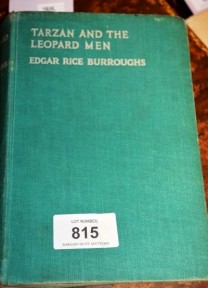 TARZAN AND THE
LEOPARD MEN
EDGAR RICE BURROUGHS
LOT NUMBER:
815